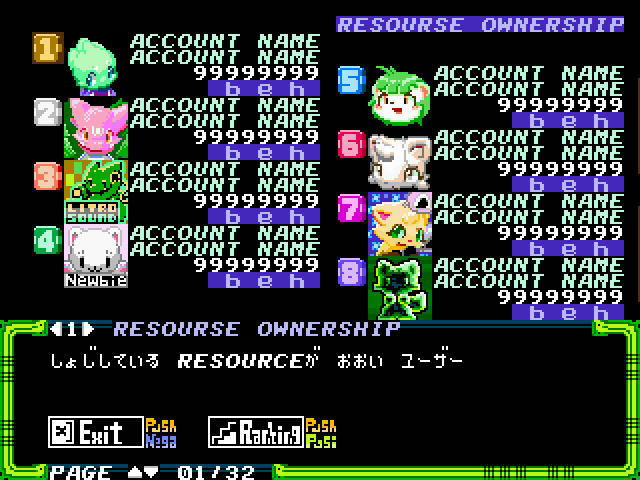 RESOURSE OWNERSHIP
1
ACCOUNT NAME
ACCOUNT NAME
99999999
beh
2
ACCOUNT NAME
ACCOUNT NAME
99999999
beh
3
LITRO
SOUND
ACCOUNT NAME
ACCOUNT NAME
99999999
beh
4
Newbie
ACCOUNT NAME
ACCOUNT NAME
99999999
beh
5
ACCOUNT NAME
ACCOUNT NAME
99999999
beh
6
ACCOUNT NAME
ACCOUNT NAME
99999999
beh
7
ACCOUNT NAME
ACCOUNT NAME
99999999
beh
8
ACCOUNT NAME
ACCOUNT NAME
99999999
beh
◀1▶ RESOURSE OWNERSHIP
しょじしている RESOURCEが おおい ユーザー
Exit Push Nega
Ranking Push Posi
PAGE ▲▼ 01/32